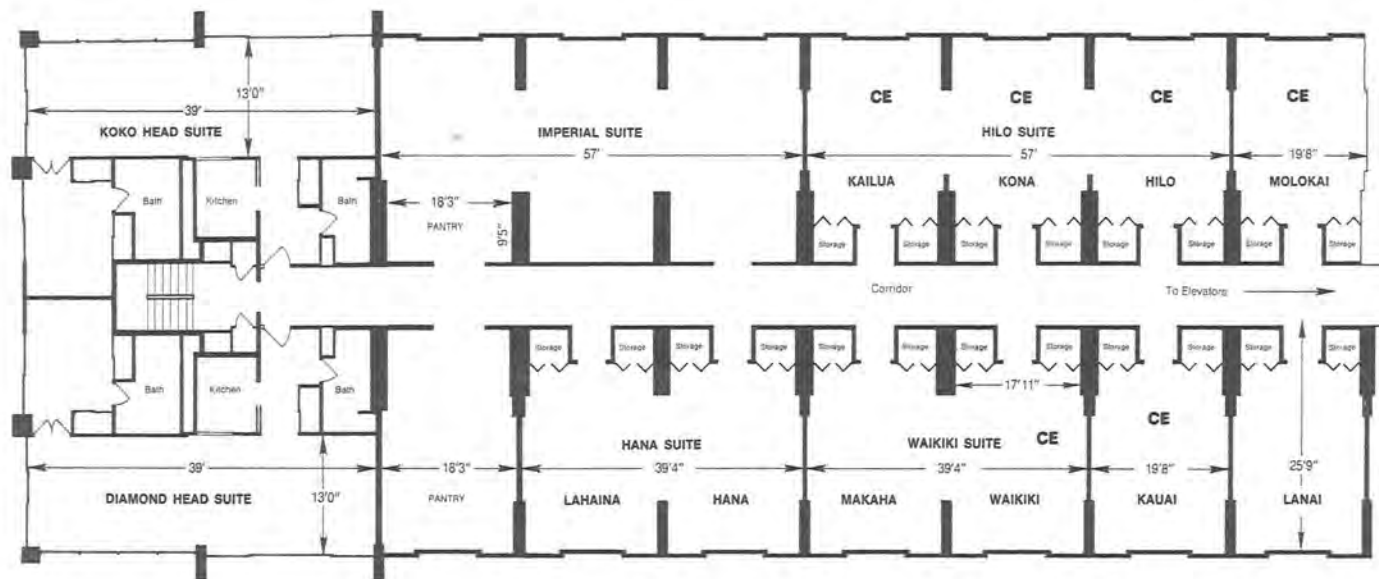 CE CE CE CE
13'0"
39'
KOKO HEAD SUITE
IMPERIAL SUITE
HILO SUITE
57'
57'
19'8"
KAILUA KONA HILO MOLOKAI
Bath Kitchen Bath
18'3"
PANTRY
9'5"
Storage Storage Storage Storage Storage Storage Storage Storage
Corridor
To Elevators
Storage Storage Storage Storage Storage Storage Storage Storage Storage Storage Storage Storage
Bath Kitchen Bath
17'11"
CE
HANA SUITE
WAIKIKI SUITE
CE
39'
18'3"
39'4"
39'4"
19'8"
25'9"
DIAMOND HEAD SUITE
13'0"
PANTRY
LAHAINA HANA MAKAHA WAIKIKI KAUAI LANAI